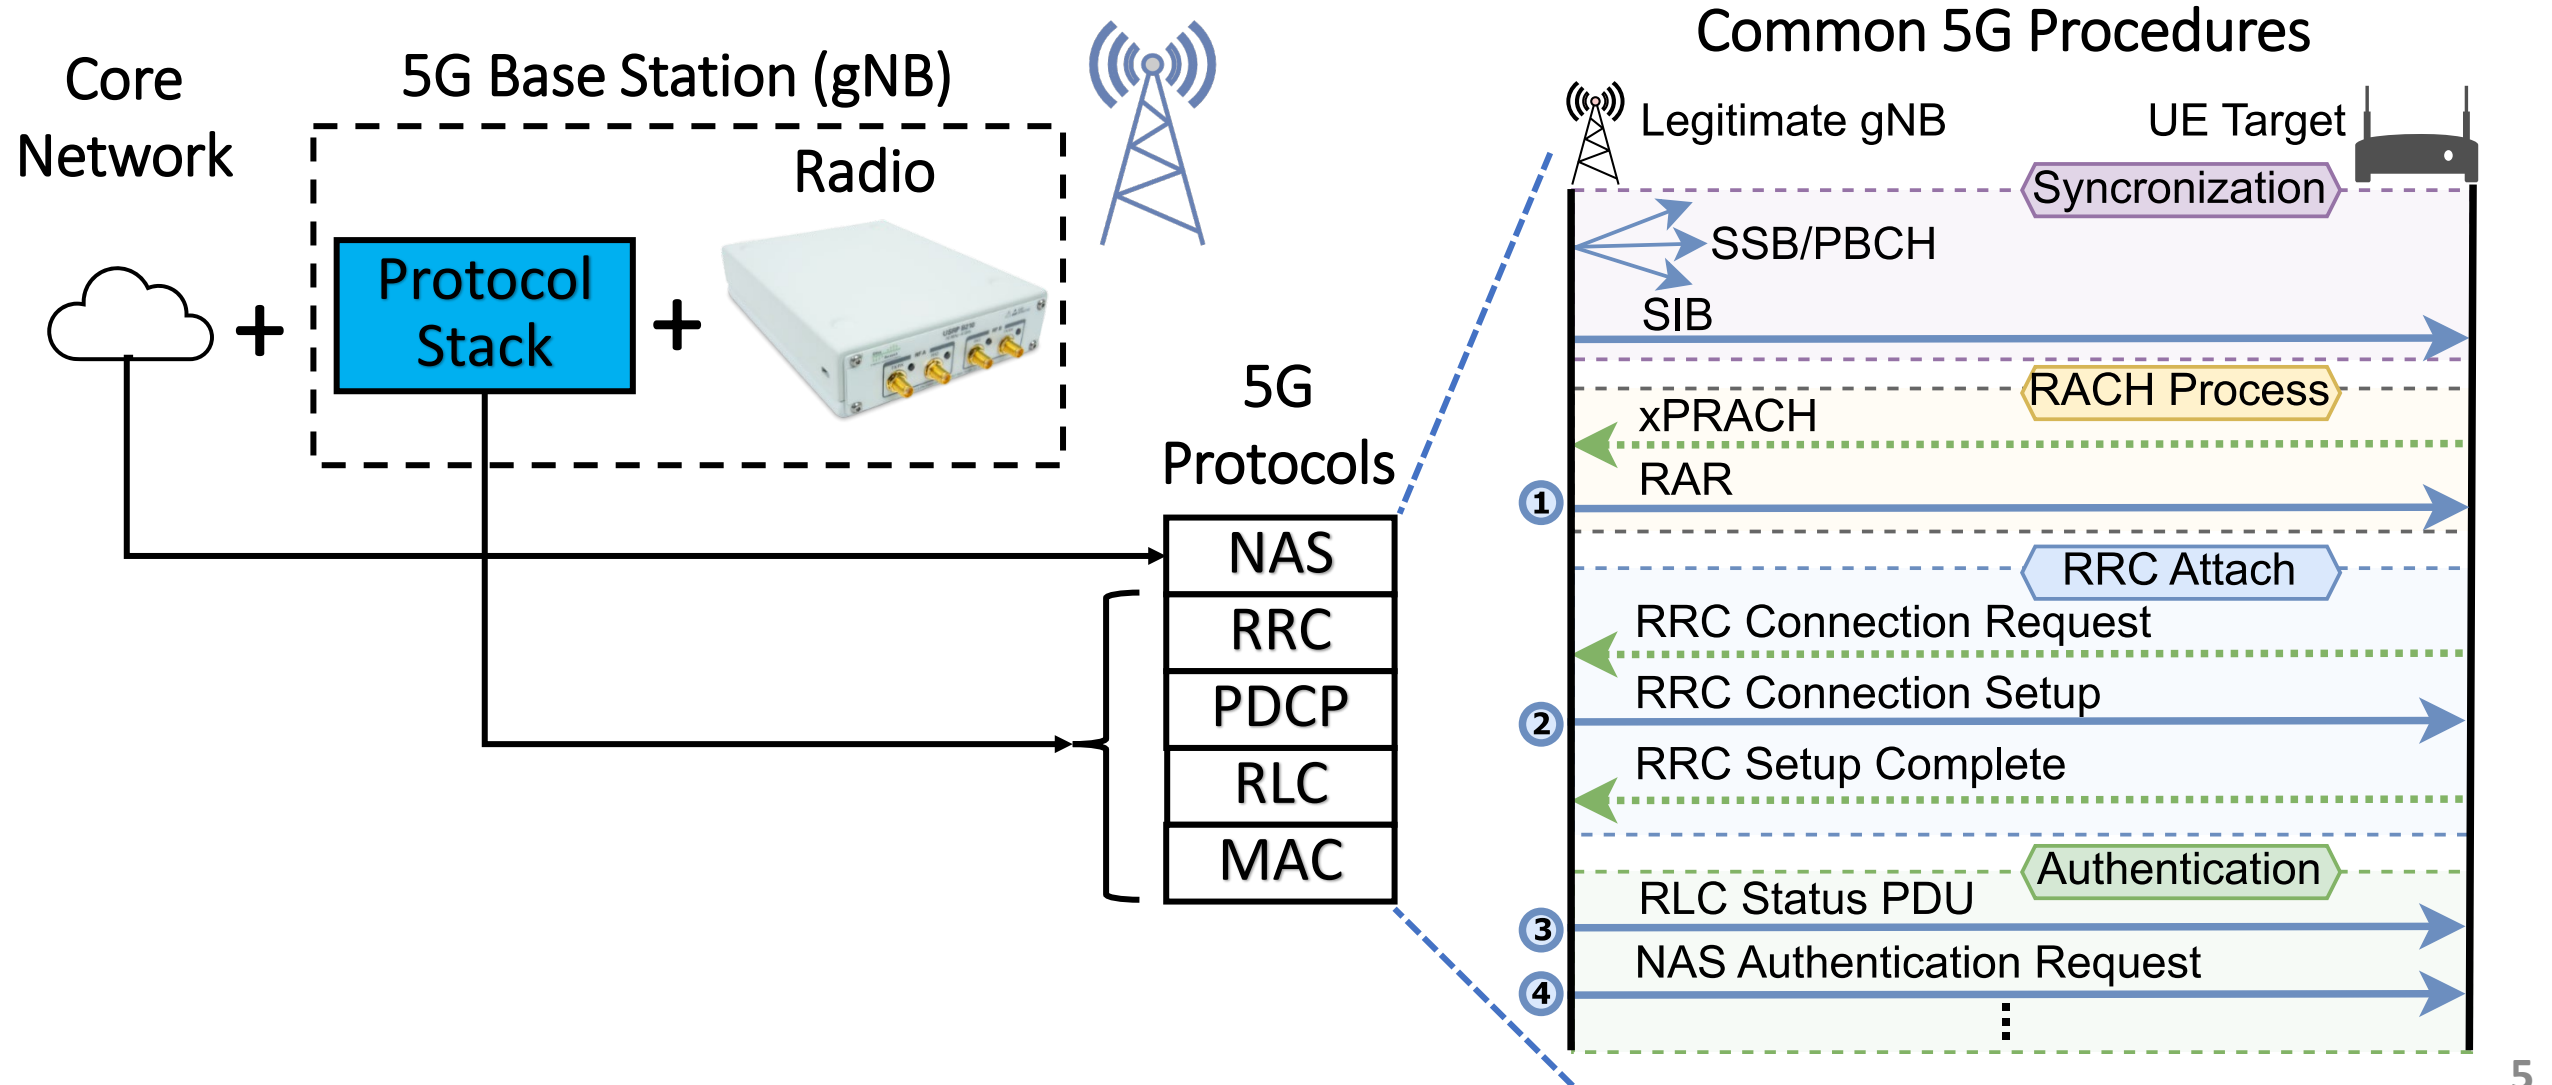 Core
Network
5G Base Station (gNB)
Radio
Protocol
Stack
5G
Protocols
NAS
RRC
PDCP
RLC
MAC
Common 5G Procedures
Legitimate gNB
UE Target
Syncronization
SSB/PBCH
SIB
RACH Process
xPRACH
RAR
1
RRC Attach
RRC Connection Request
RRC Connection Setup
2
RRC Setup Complete
Authentication
RLC Status PDU
3
NAS Authentication Request
4
5